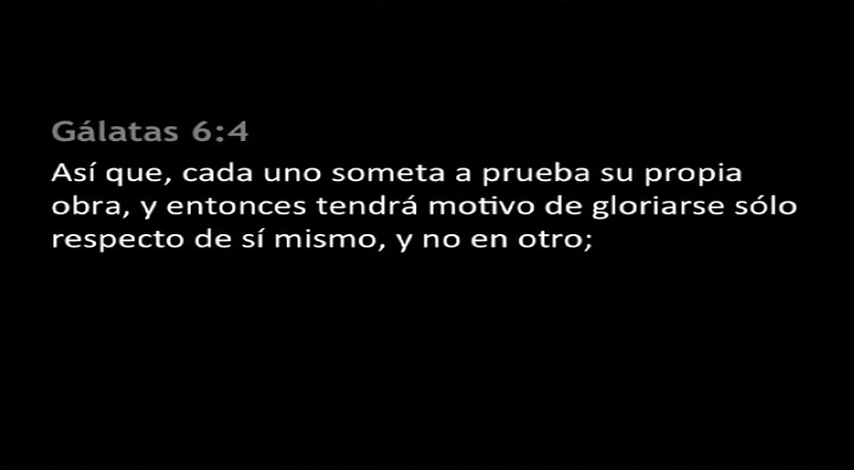 Gálatas 6:4
Así que, cada uno someta a prueba su propia
obra, y entonces tendrá motivo de gloriarse sólo
respecto de sí mismo, y no en otro;